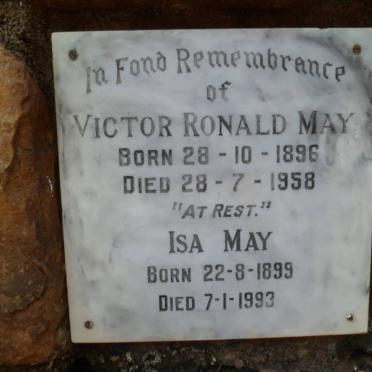 In Fond Remembrance
of
VICTOR RONALD MAY
BORN 28 - 10 - 1896
DIED 28 - 7 - 1958
"AT REST."
ISA MAY
BORN 22-8-1899
DIED 7-1-1993